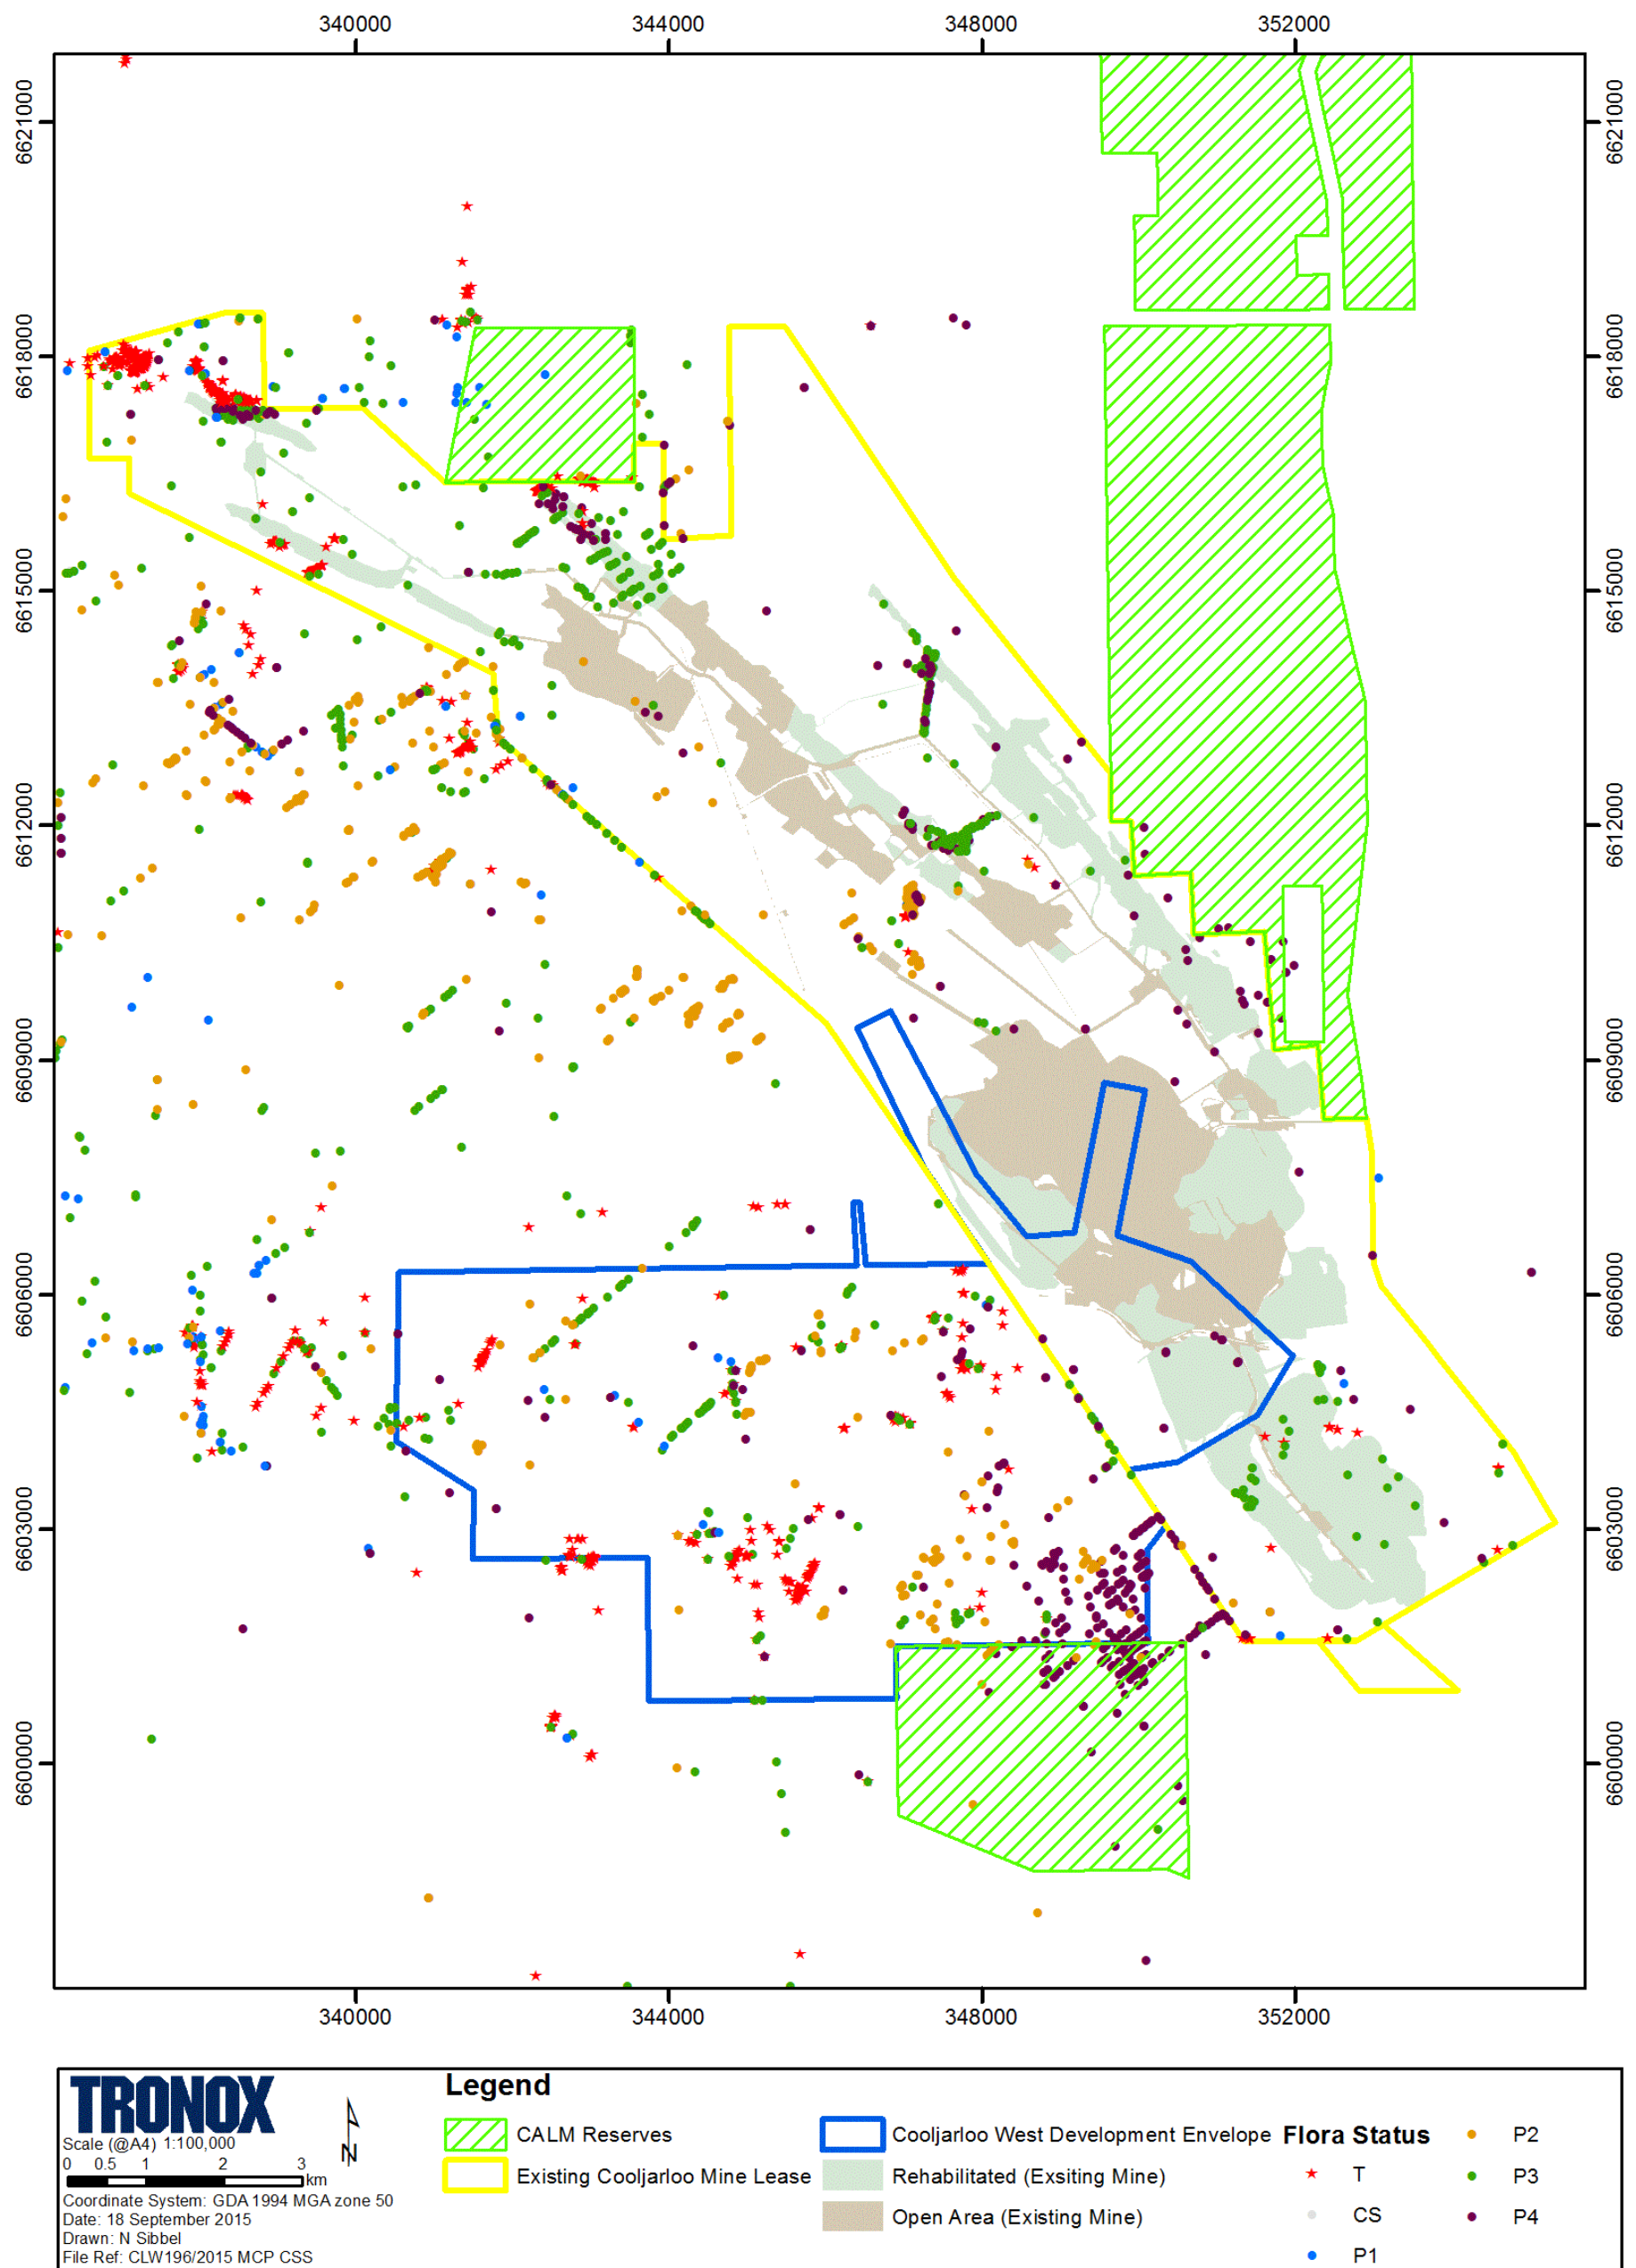 340000 344000 348000 352000
6621000 6621000
6618000 6618000
6615000 6615000
6612000 6612000
6609000 6609000
6606000 6606000
6603000 6603000
6600000 6600000
340000 344000 348000 352000
TRONOX
Scale (@A4) 1:100,000
0 0.5 1 2 3
km
Coordinate System: GDA 1994 MGA zone 50
Date: 18 September 2015
Drawn: N Sibbel
File Ref: CLW196/2015 MCP CSS
N
Legend
CALM Reserves
Existing Cooljarloo Mine Lease
Cooljarloo West Development Envelope
Rehabilitated (Exsiting Mine)
Open Area (Existing Mine)
Flora Status
T
CS
P1
P2
P3
P4